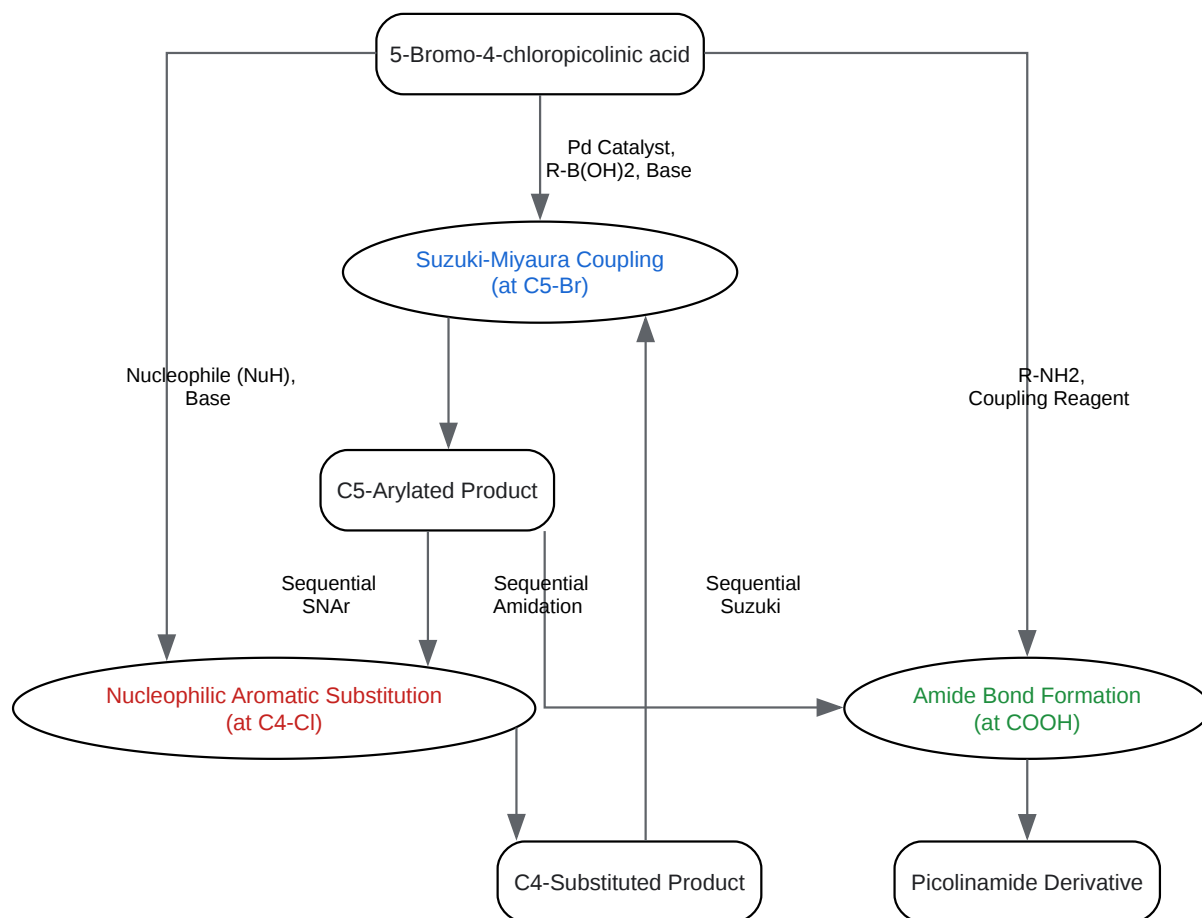 5-Bromo-4-chloropicolinic acid
Pd Catalyst,
R-B(OH)2, Base
Suzuki-Miyaura Coupling
(at C5-Br)
Nucleophile (NuH),
Base
R-NH2,
Coupling Reagent
C5-Arylated Product
Sequential
SNAr
Sequential
Amidation
Sequential
Suzuki
Nucleophilic Aromatic Substitution
(at C4-Cl)
Amide Bond Formation
(at COOH)
C4-Substituted Product
Picolinamide Derivative